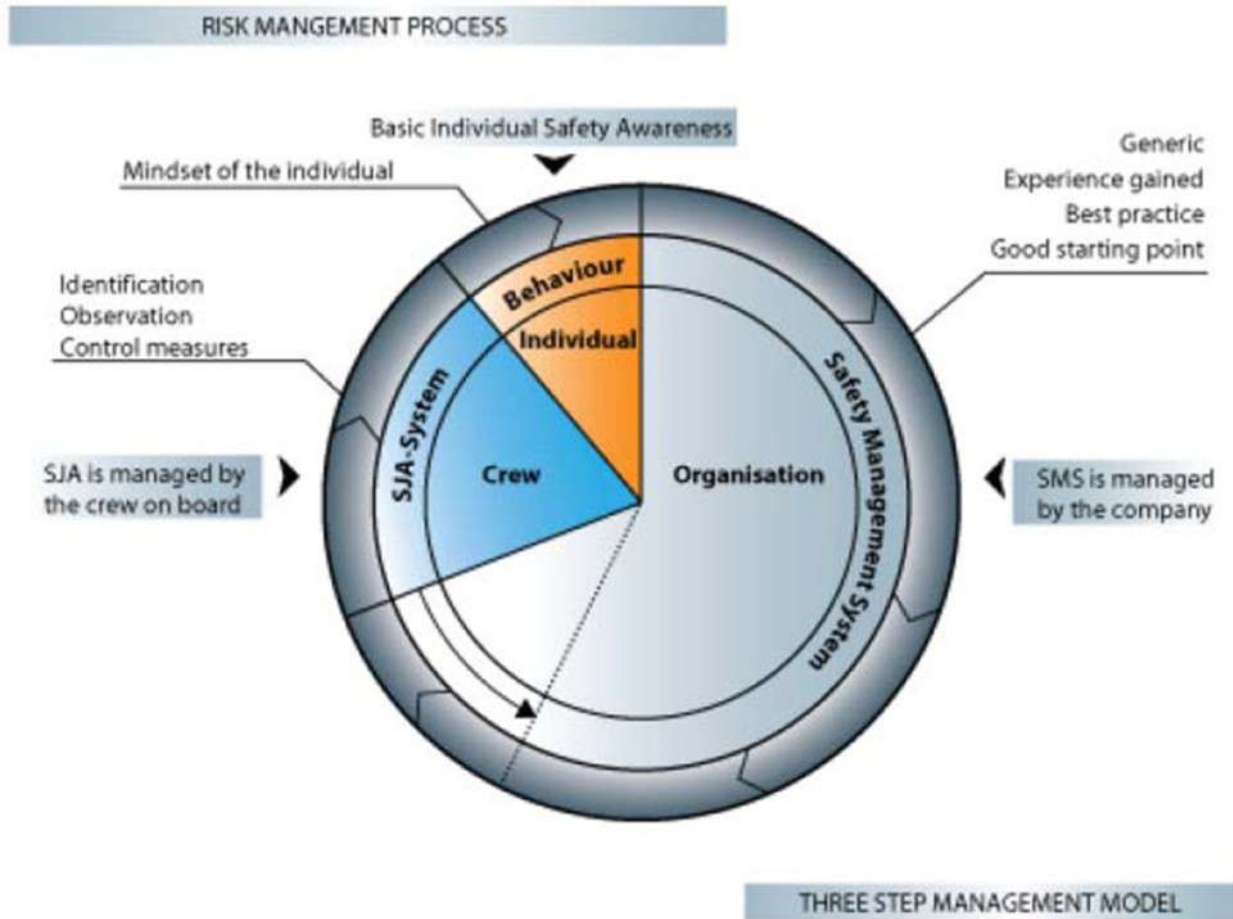 RISK MANGEMENT PROCESS
Basic Individual Safety Awareness
Mindset of the individual
Generic
Experience gained
Best practice
Good starting point
Identification
Observation
Control measures
Behaviour
Individual
SJA-System
Crew
Organisation
Safety Management System
SJA is managed by
the crew on board
SMS is managed
by the company
THREE STEP MANAGEMENT MODEL